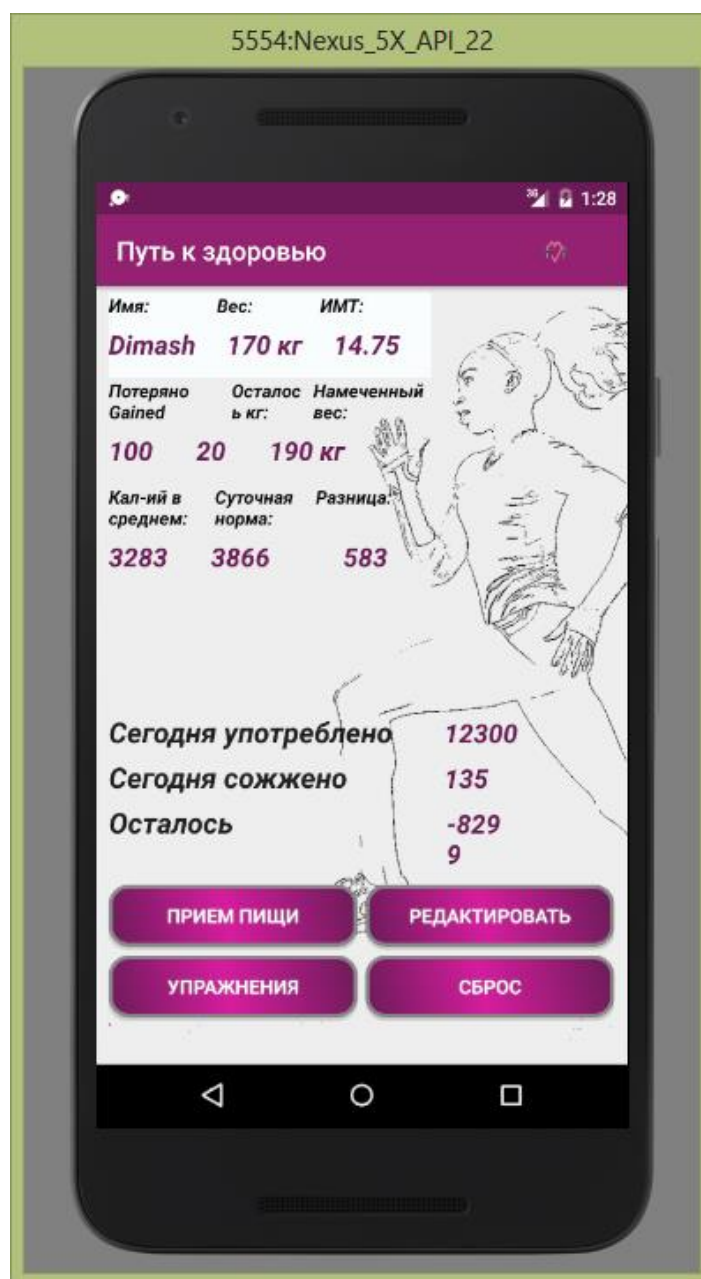 5554:Nexus_5X_API_22
3G 1:28
Путь к здоровью
Имя: Вес: ИМТ:
Dimash 170 кг 14.75
Потеряно Осталос Намеченный
Gained ь кг: вес:
100 20 190 кг
Кал-ий в Суточная Разница:
среднем: норма:
3283 3866 583
Сегодня употреблено 12300
Сегодня сожжено 135
Осталось -829
9
ПРИЕМ ПИЩИ РЕДАКТИРОВАТЬ
УПРАЖНЕНИЯ СБРОС